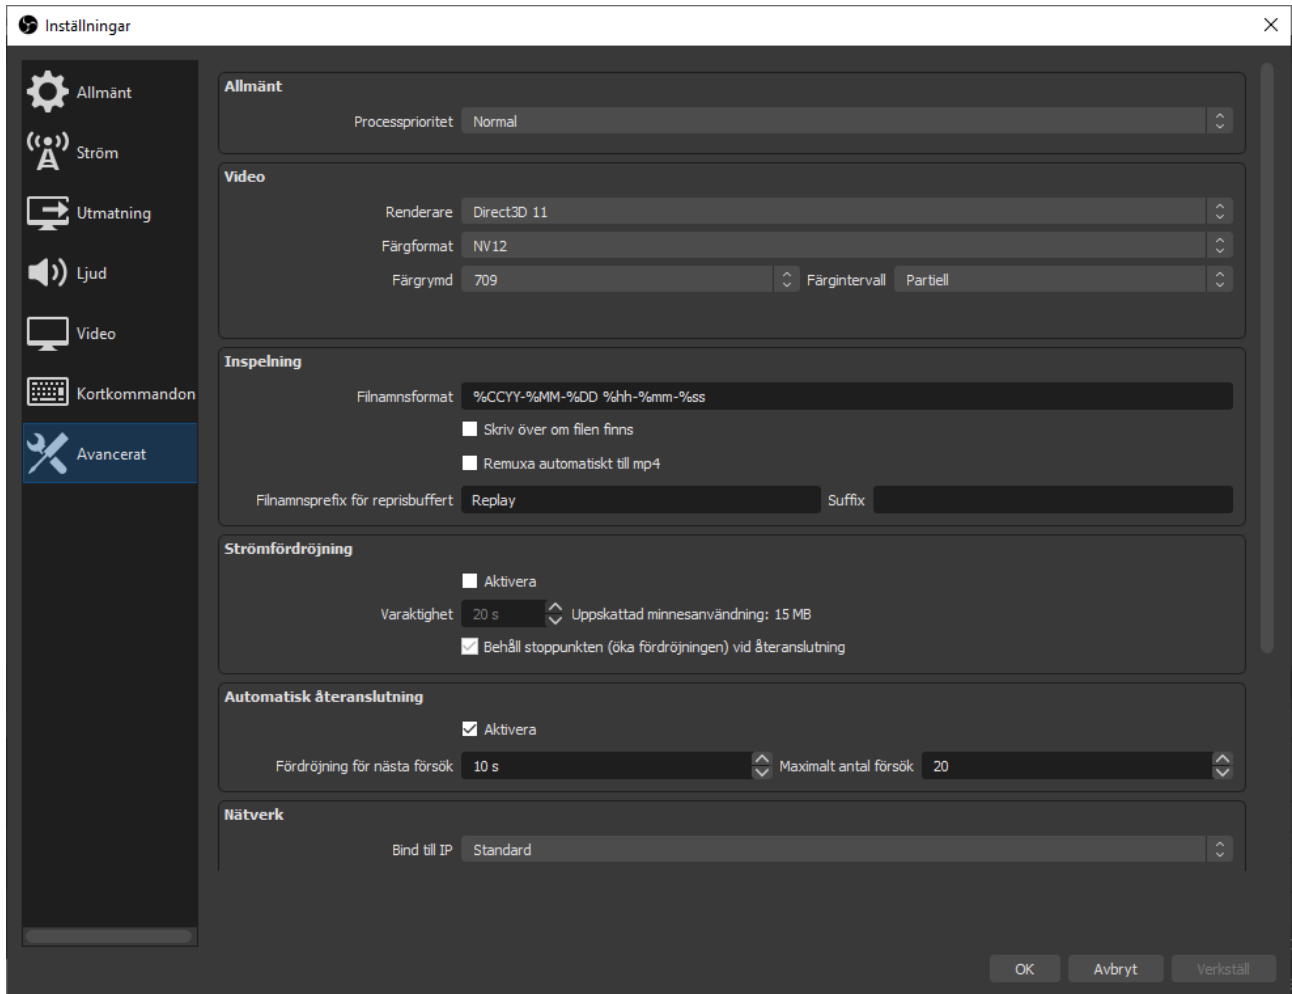 Inställningar
Allmänt
Ström
Utmatning
Ljud
Video
Kortkommandon
Avancerat
Allmänt
Processprioritet Normal
Video
Renderare Direct3D 11
Färgformat NV12
Färgrymd 709 Färgintervall Partiell
Inspelning
Filnamnsformat %CCYY-%MM-%DD %hh-%mm-%ss
Skriv över om filen finns
Remuxa automatiskt till mp4
Filnamnsprefix för reprisbuffert Replay Suffix
Strömfördröjning
Aktivera
Varaktighet 20 s Uppskattad minnesanvändning: 15 MB
Behåll stoppunkten (öka fördröjningen) vid återanslutning
Automatisk återanslutning
Aktivera
Fördröjning för nästa försök 10 s Maximalt antal försök 20
Nätverk
Bind till IP Standard
OK Avbryt Verkställ